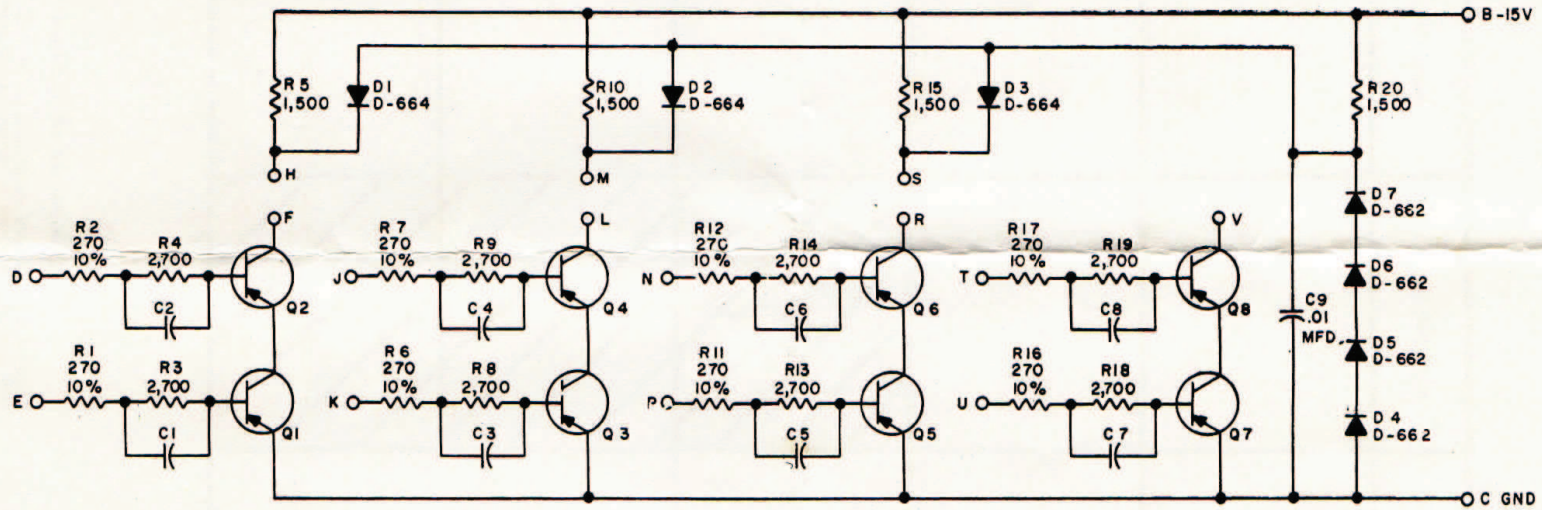 B-15V
R5
1,500
D1
D-664
R10
1,500
D2
D-664
R15
1,500
D3
D-664
R20
1,500
H
M
S
D7
D-662
F
L
R
V
R2
270
10%
R4
2,700
R7
270
10%
R9
2,700
R12
270
10%
R14
2,700
R17
270
10%
R19
2,700
D
J
N
T
D6
D-662
C2
Q2
C4
Q4
C6
Q6
C8
Q8
C9
.01
MFD.
D5
D-662
R1
270
10%
R3
2,700
R6
270
10%
R8
2,700
R11
270
10%
R13
2,700
R16
270
10%
R18
2,700
E
K
P
U
D4
D-662
C1
Q1
C3
Q3
C5
Q5
C7
Q7
C GND